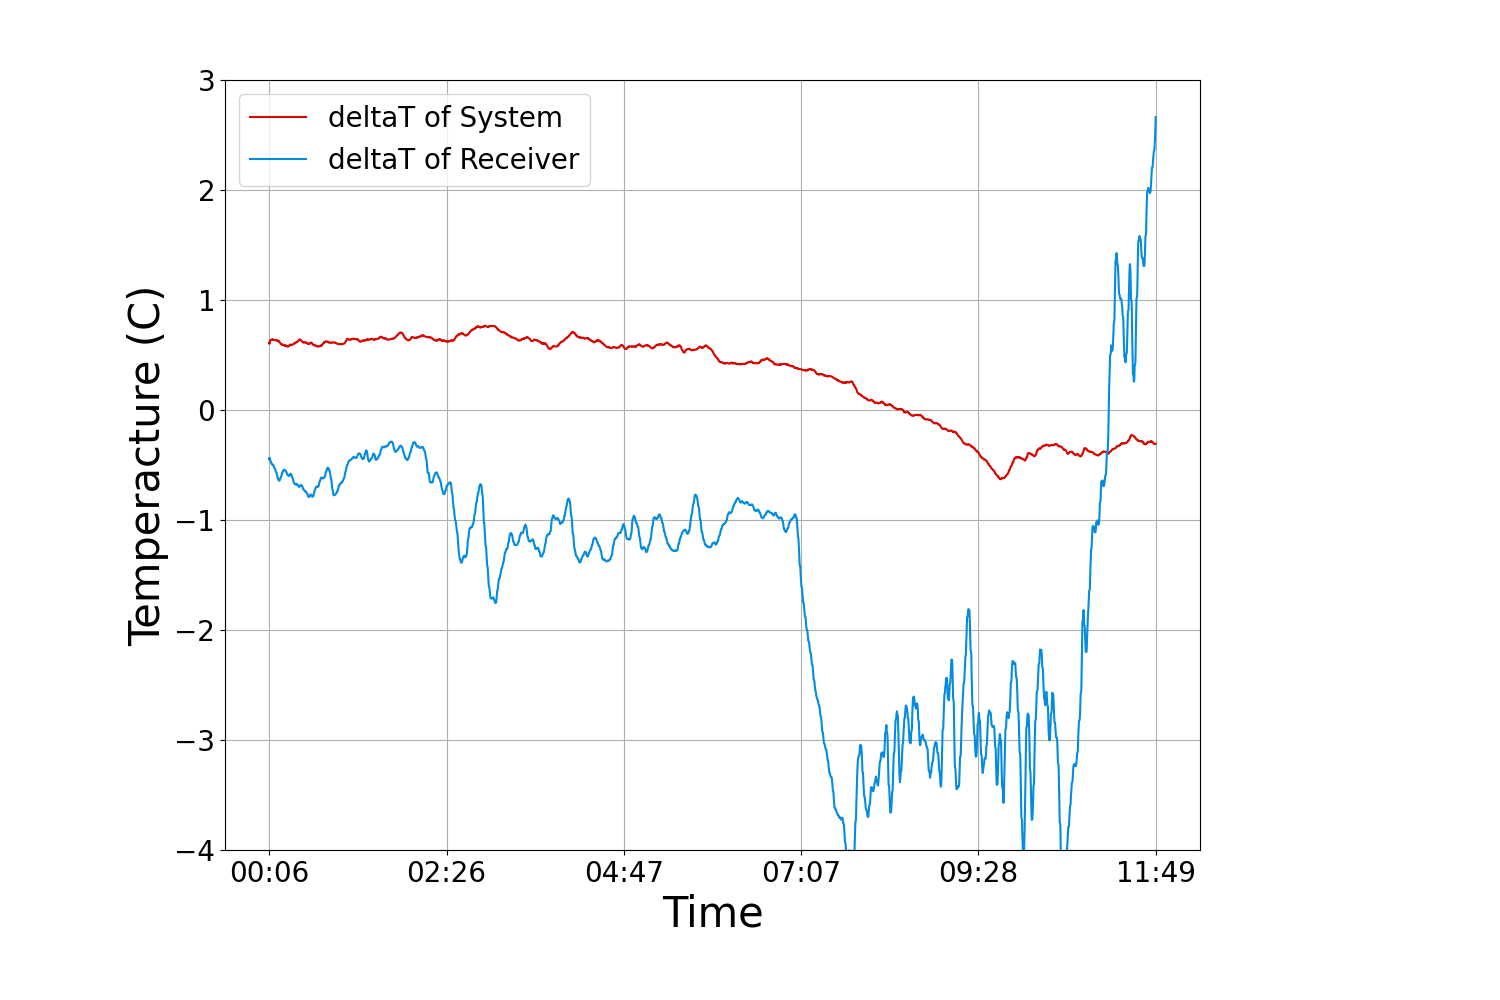 3
2
1
0
−1
−2
−3
−4
deltaT of System
deltaT of Receiver
Temperacture (C)
00:06 02:26 04:47 07:07 09:28 11:49
Time